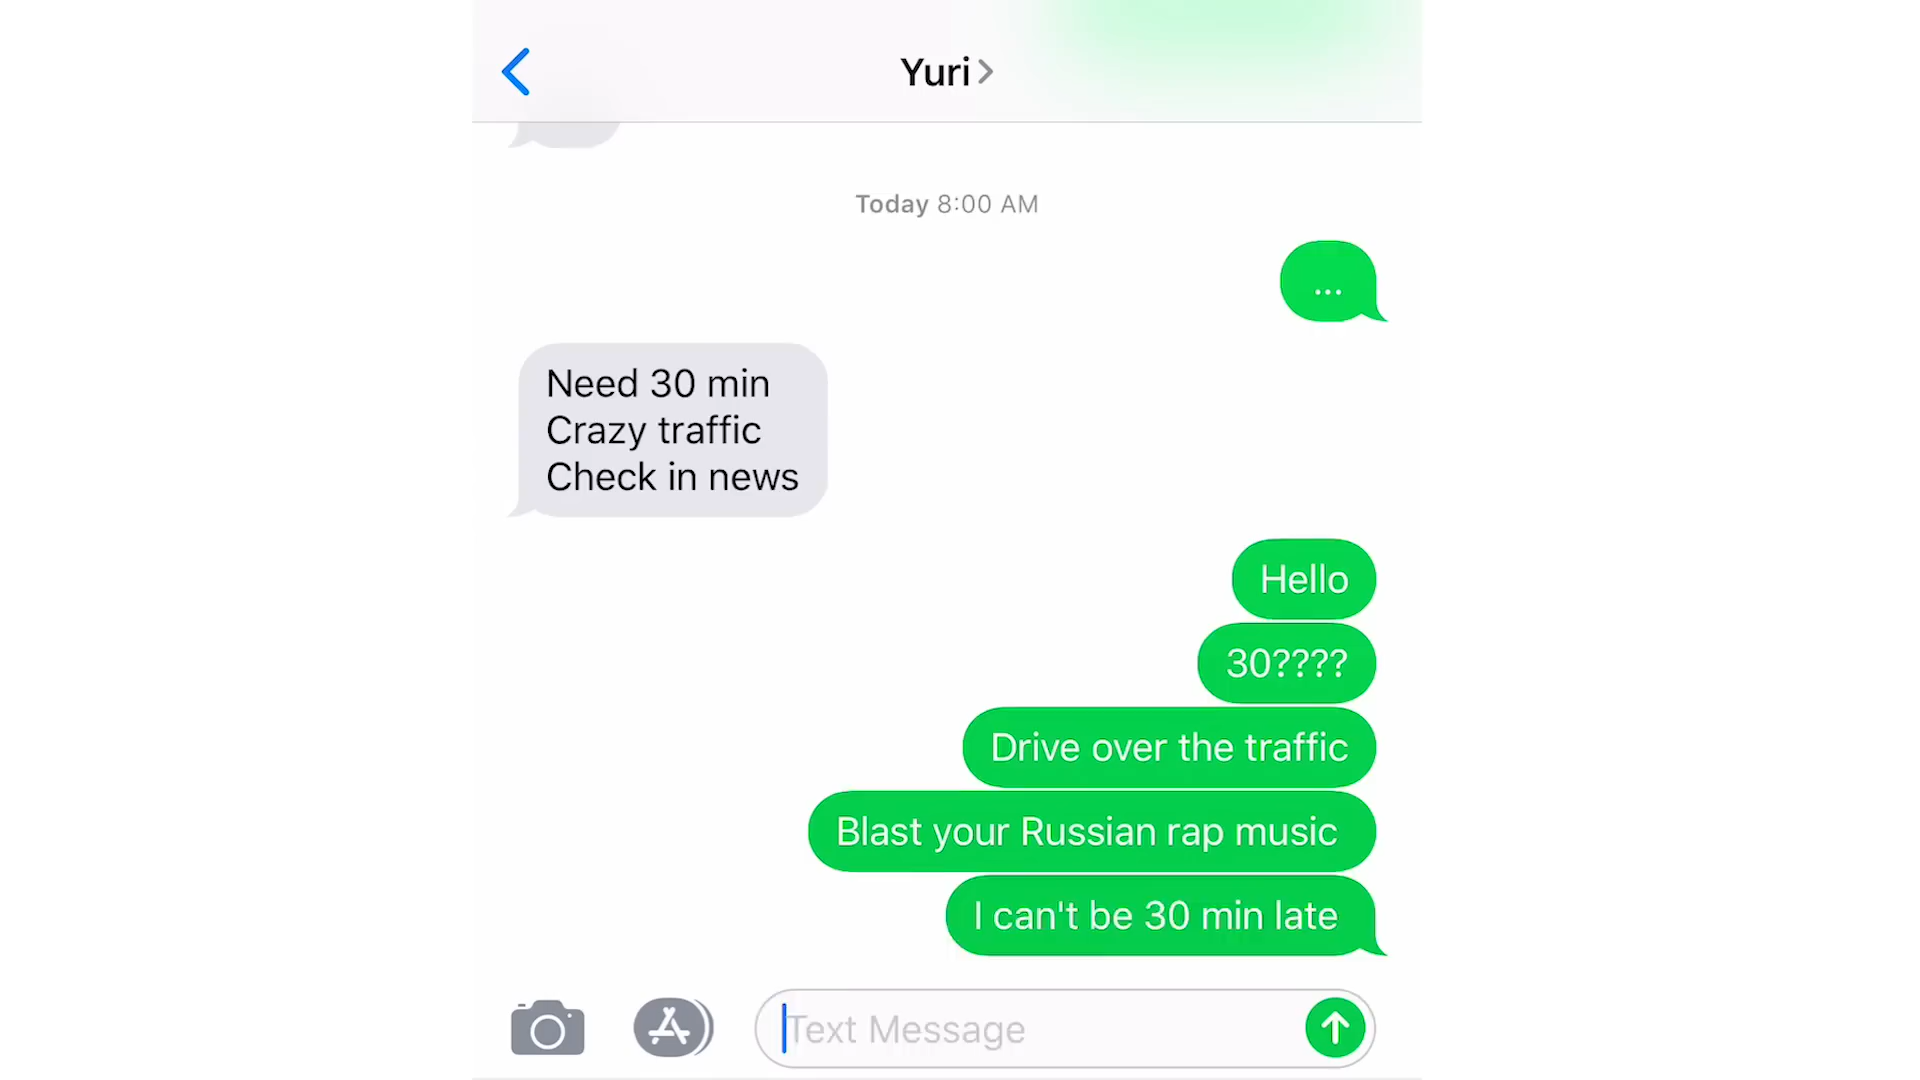 Yuri
Today 8:00 AM
...
Need 30 min
Crazy traffic
Check in news
Hello
30????
Drive over the traffic
Blast your Russian rap music
I can't be 30 min late
Text Message